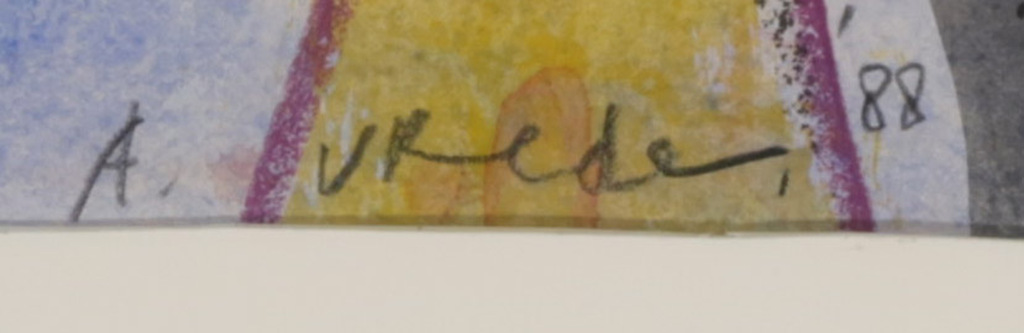 A. VRede, '88